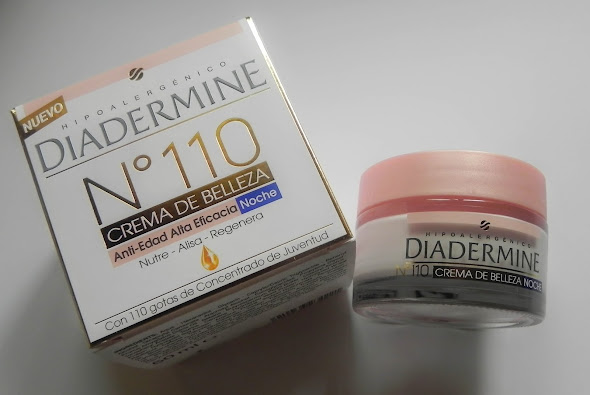 NUEVO
HIPOALERGÉNICO
DIADERMINE
N°110
CREMA DE BELLEZA
Anti-Edad Alta Eficacia Noche
Nutre - Alisa - Regenera
Con 110 gotas de Concentrado de Juventud
HIPOALERGÉNICO
DIADERMINE
N°110 CREMA DE BELLEZA NOCHE